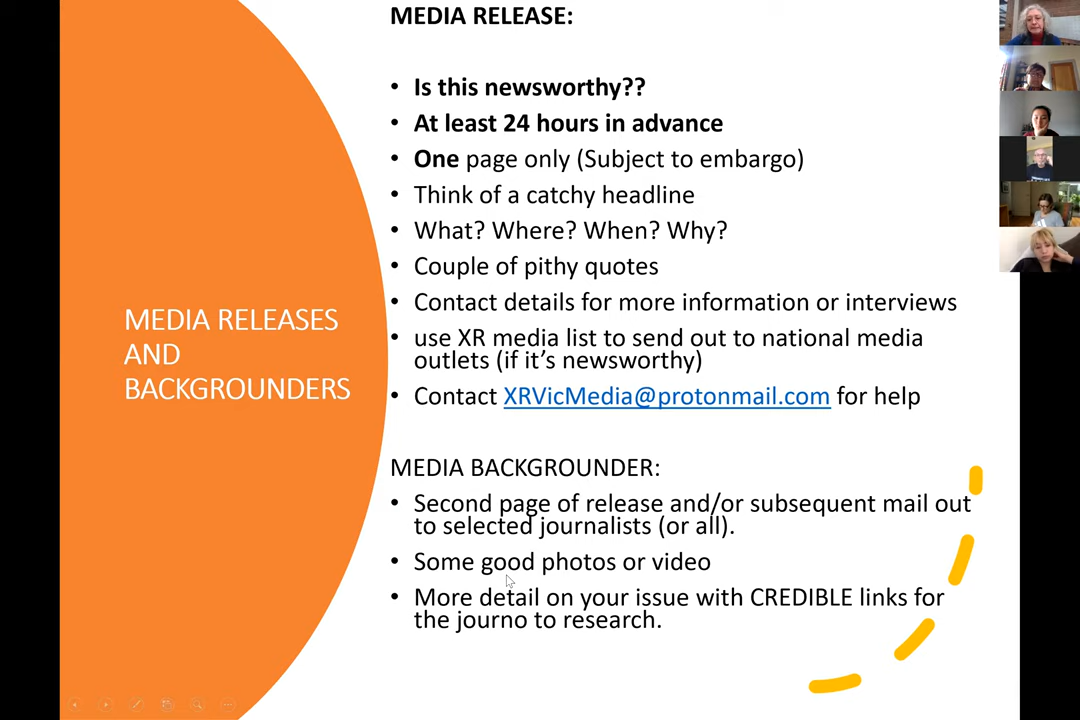 MEDIA RELEASES
AND
BACKGROUNDERS
MEDIA RELEASE:
• Is this newsworthy??
• At least 24 hours in advance
• One page only (Subject to embargo)
• Think of a catchy headline
• What? Where? When? Why?
• Couple of pithy quotes
• Contact details for more information or interviews
• use XR media list to send out to national media
outlets (if it's newsworthy)
• Contact XRVicMedia@protonmail.com for help
MEDIA BACKGROUNDER:
• Second page of release and/or subsequent mail out
to selected journalists (or all).
• Some good photos or video
• More detail on your issue with CREDIBLE links for
the journo to research.